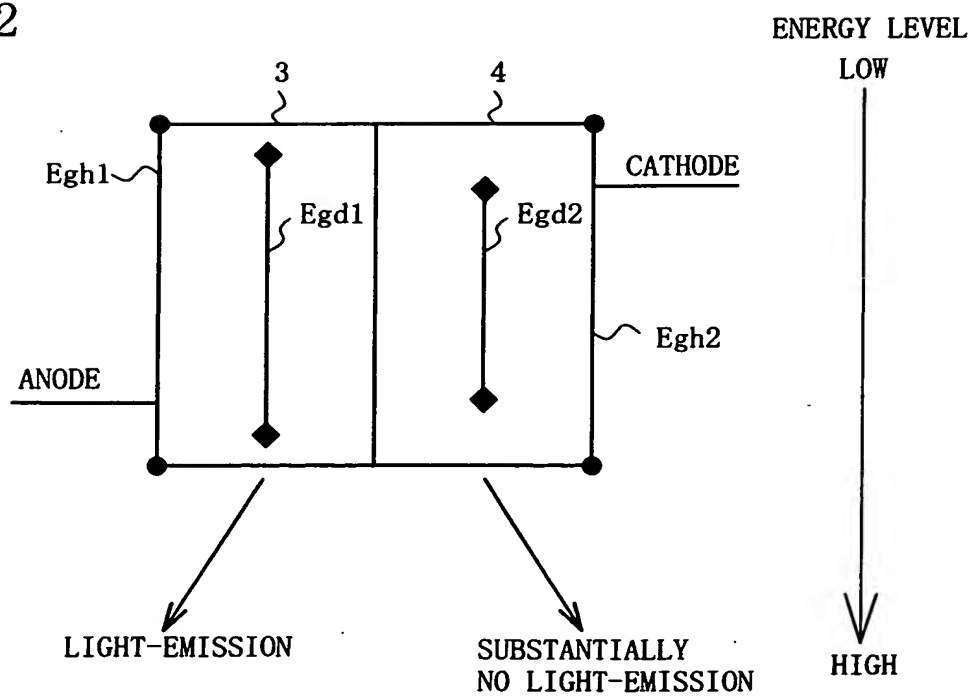 2
ENERGY LEVEL
LOW
3 4
Egh1
CATHODE
Egd1 Egd2
Egh2
ANODE
LIGHT-EMISSION
SUBSTANTIALLY
NO LIGHT-EMISSION
HIGH